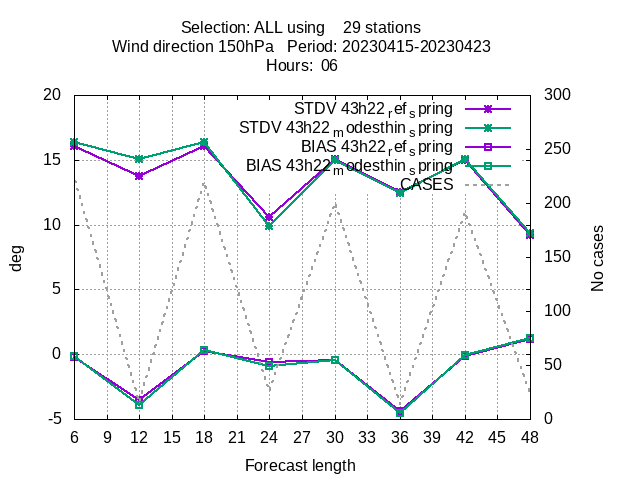 Selection: ALL using    29 stations
Wind direction 150hPa   Period: 20230415-20230423
Hours:  06
20
15
10
5
0
-5
deg
300
250
200
150
100
50
0
No cases
STDV 43h22_ref_spring
STDV 43h22_modesthin_spring
BIAS 43h22_ref_spring
BIAS 43h22_modesthin_spring
CASES
6 9 12 15 18 21 24 27 30 33 36 39 42 45 48
Forecast length